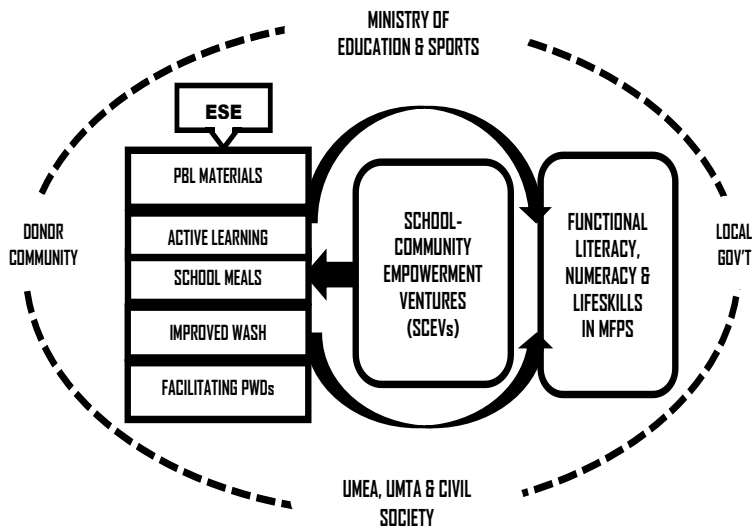 MINISTRY OF
EDUCATION & SPORTS
ESE
PBL MATERIALS
ACTIVE LEARNING
SCHOOL MEALS
IMPROVED WASH
FACILITATING PWDs
DONOR
COMMUNITY
SCHOOL-
COMMUNITY
EMPOWERMENT
VENTURES
(SCEVs)
FUNCTIONAL
LITERACY,
NUMERACY &
LIFESKILLS
IN MFPS
LOCAL
GOV'T
UMEA, UMTA & CIVIL
SOCIETY